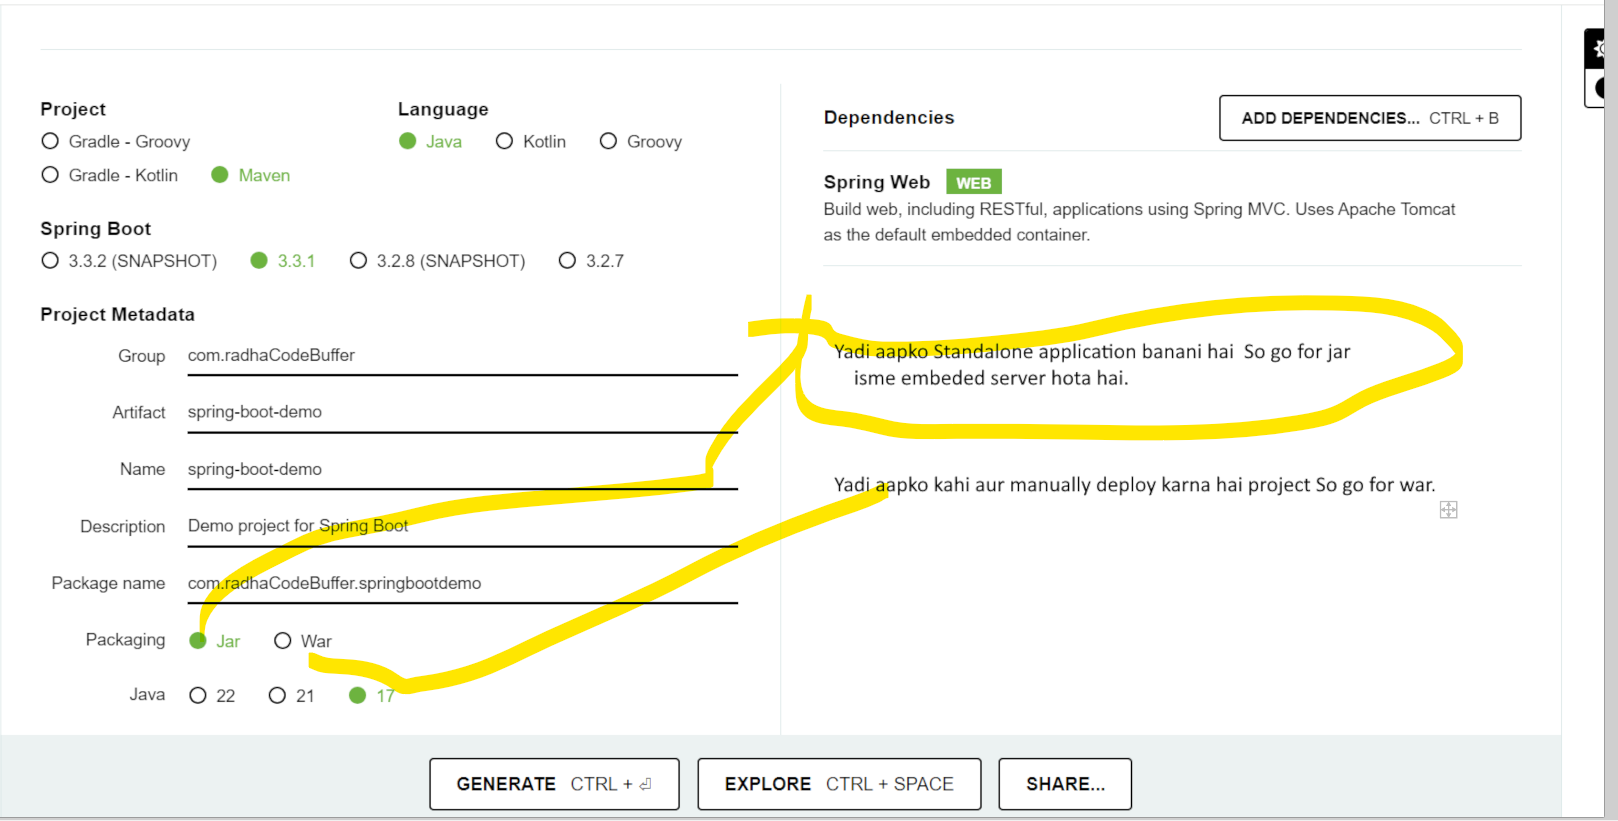 Project
Gradle - Groovy
Gradle - Kotlin Maven
Language
Java Kotlin Groovy
Spring Boot
3.3.2 (SNAPSHOT) 3.3.1 3.2.8 (SNAPSHOT) 3.2.7
Project Metadata
Group com.radhaCodeBuffer
Artifact spring-boot-demo
Name spring-boot-demo
Description Demo project for Spring Boot
Package name com.radhaCodeBuffer.springbootdemo
Packaging Jar War
Java 22 21 17
Dependencies
ADD DEPENDENCIES... CTRL + B
Spring Web WEB
Build web, including RESTful, applications using Spring MVC. Uses Apache Tomcat
as the default embedded container.
Yadi aapko Standalone application banani hai So go for jar
isme embeded server hota hai.
Yadi aapko kahi aur manually deploy karna hai project So go for war.
GENERATE CTRL + ⏎
EXPLORE CTRL + SPACE
SHARE...